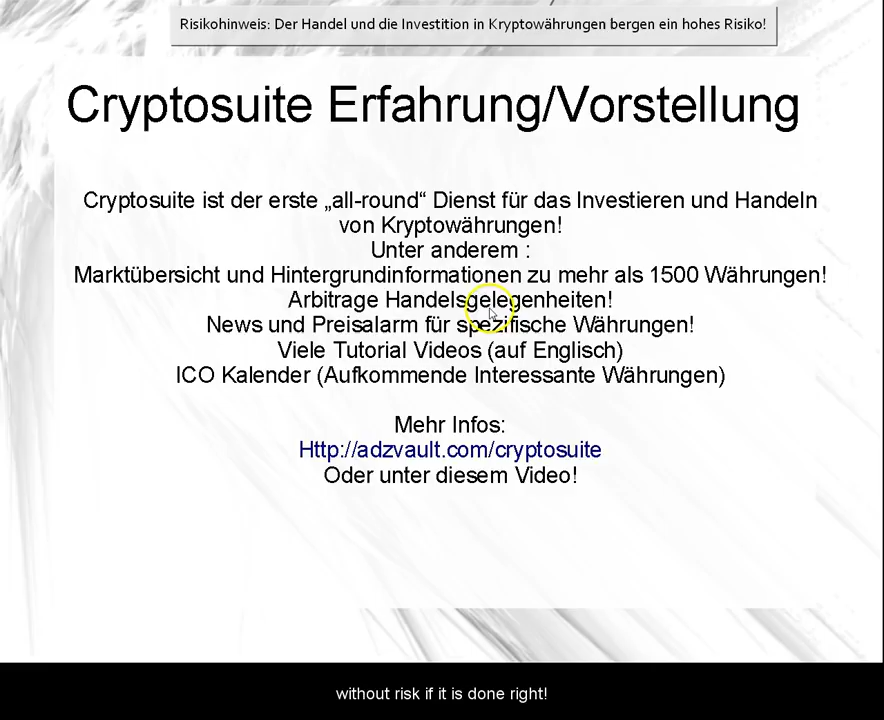 Risikohinweis: Der Handel und die Investition in Kryptowährungen bergen ein hohes Risiko!
Cryptosuite Erfahrung/Vorstellung
Cryptosuite ist der erste „all-round“ Dienst für das Investieren und Handeln
von Kryptowährungen!
Unter anderem :
Marktübersicht und Hintergrundinformationen zu mehr als 1500 Währungen!
Arbitrage Handelsgelegenheiten!
News und Preisalarm für spezifische Währungen!
Viele Tutorial Videos (auf Englisch)
ICO Kalender (Aufkommende Interessante Währungen)
Mehr Infos:
Http://adzvault.com/cryptosuite
Oder unter diesem Video!
without risk if it is done right!